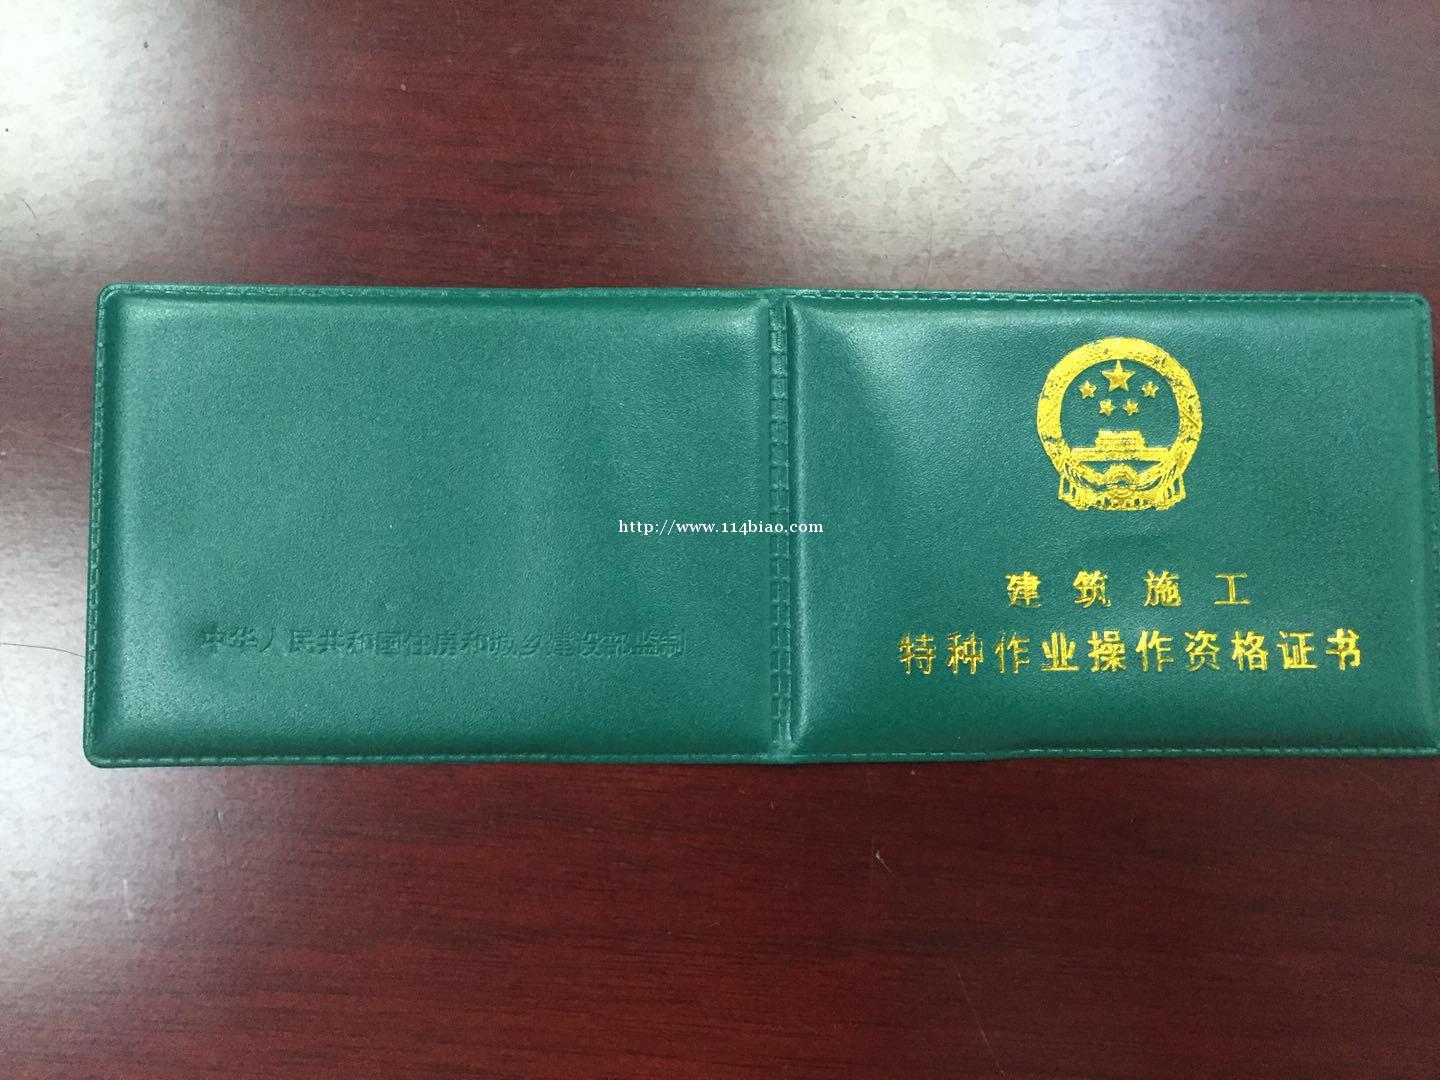 http://www.114biao.com
建筑施工
特种作业操作资格证书
中华人民共和国住房和城乡建设部监制